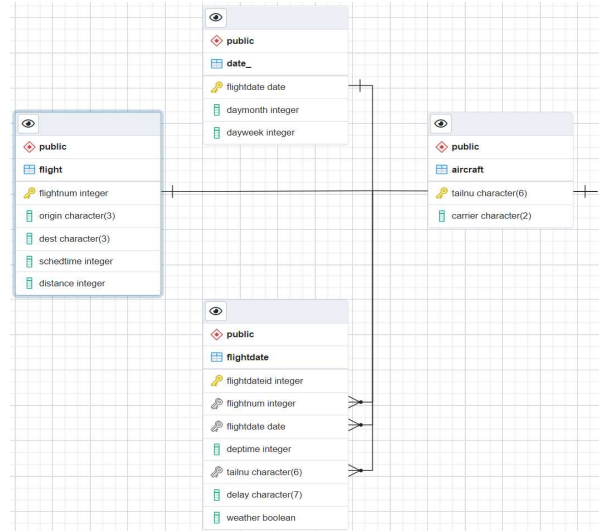 public
date_
flightdate date
daymonth integer
dayweek integer
public
flight
flightnum integer
origin character(3)
dest character(3)
schedtime integer
distance integer
public
aircraft
tailnu character(6)
carrier character(2)
public
flightdate
flightdateid integer
flightnum integer
flightdate date
deptime integer
tailnu character(6)
delay character(7)
weather boolean